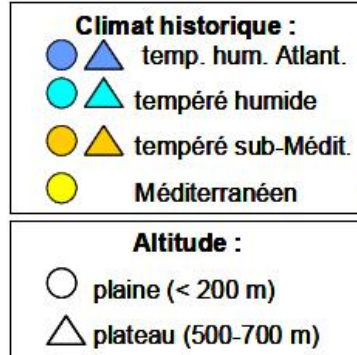 Climat historique :
temp. hum. Atlant.
tempéré humide
tempéré sub-Médit.
Méditerranéen
Altitude :
plaine (< 200 m)
plateau (500-700 m)